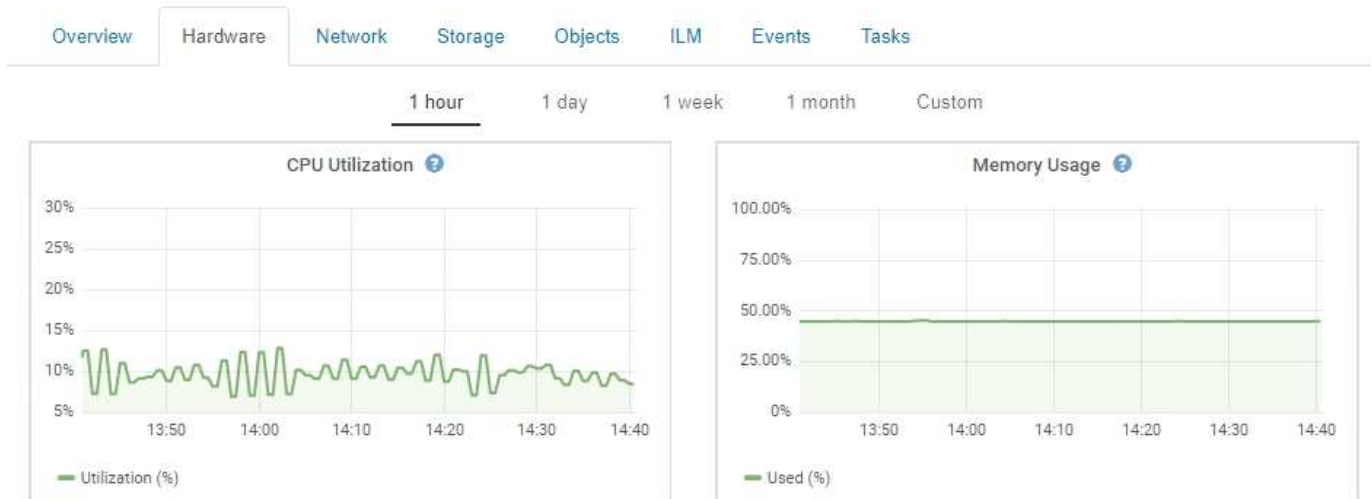 Overview Hardware Network Storage Objects ILM Events Tasks
1 hour 1 day 1 week 1 month Custom
CPU Utilization ?
30%
25%
20%
15%
10%
5%
13:50 14:00 14:10 14:20 14:30 14:40
Utilization (%)
Memory Usage ?
100.00%
75.00%
50.00%
25.00%
0%
13:50 14:00 14:10 14:20 14:30 14:40
Used (%)